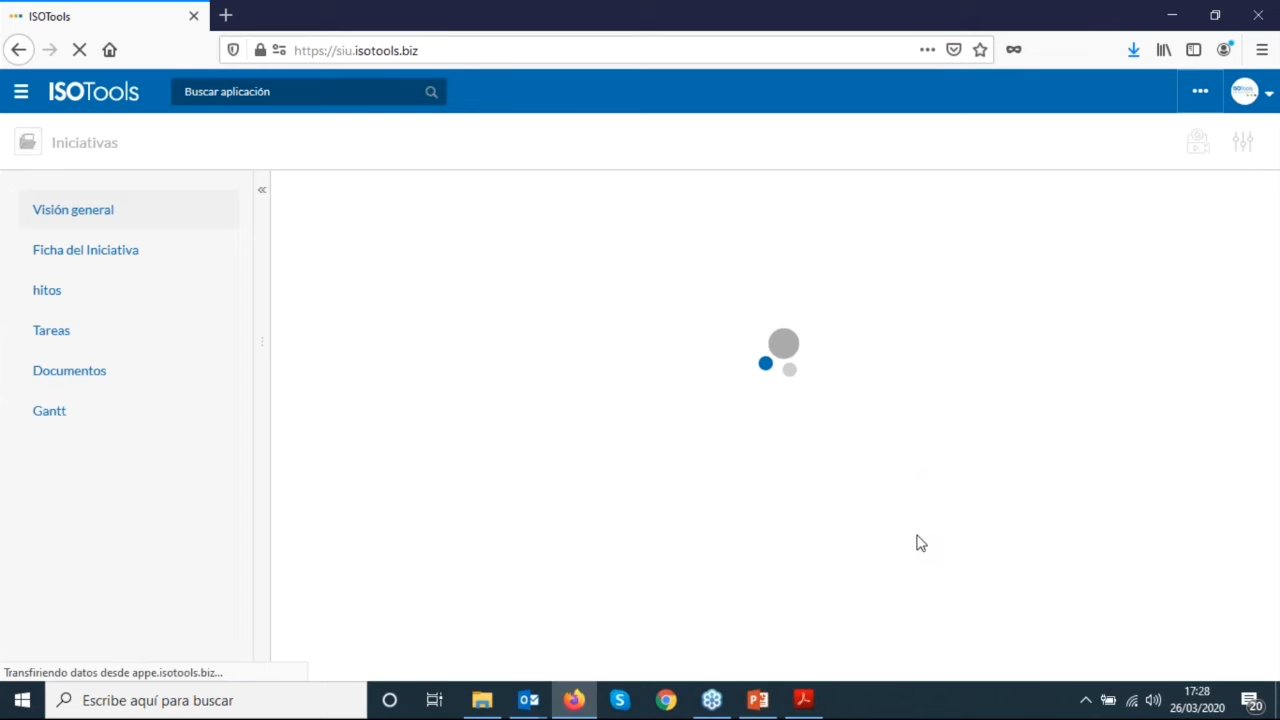 ISOTools
https://siu.isotools.biz
ISOTools
Buscar aplicación
Iniciativas
Visión general
Ficha del Iniciativa
hitos
Tareas
Documentos
Gantt
Transfiriendo datos desde appe.isotools.biz...
Escribe aquí para buscar
17:28
26/03/2020
20